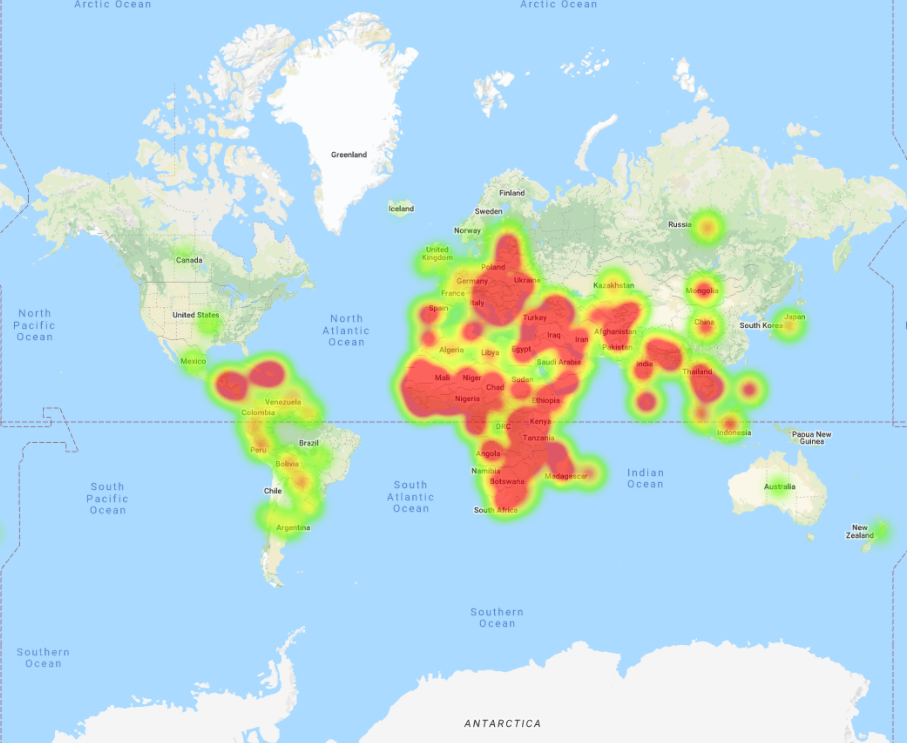 Arctic Ocean
Arctic Ocean
Greenland
Iceland
Finland
Sweden
Norway
Russia
Canada
United
Kingdom
Poland
Germany
Ukraine
France
Kazakhstan
Mongolia
Italy
Spain
North
Pacific
Ocean
United States
North
Atlantic
Ocean
Turkey
China
South Korea
Japan
Iraq
Iran
Afghanistan
Pakistan
Algeria
Libya
Egypt
Saudi Arabia
Mexico
India
Thailand
Mali
Niger
Chad
Sudan
Nigeria
Ethiopia
Venezuela
Colombia
DRC
Kenya
Indonesia
Papua New
Guinea
Brazil
Tanzania
Peru
Angola
Bolivia
Namibia
Botswana
Madagascar
Indian
Ocean
Australia
South
Pacific
Ocean
Chile
South
Atlantic
Ocean
South Africa
Argentina
New
Zealand
Southern
Ocean
Southern
Ocean
ANTARCTICA